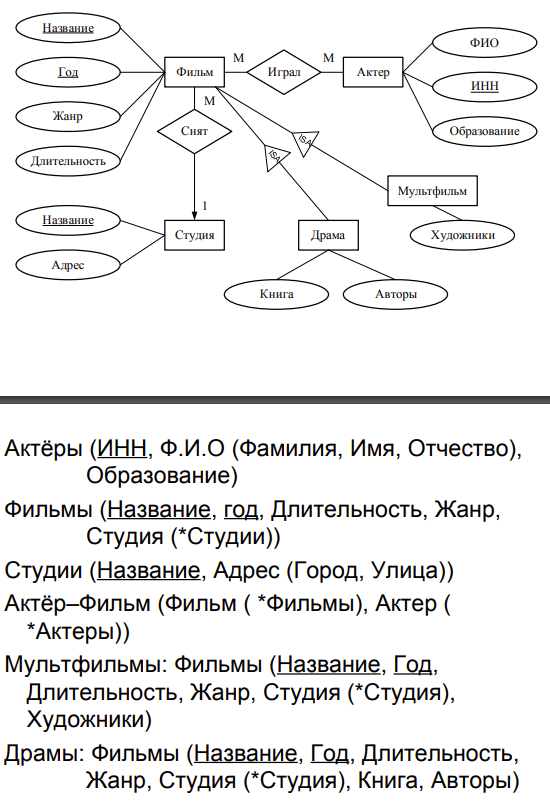 Название
ФИО
Фильм
М
Играл
М
Актер
Год
ИНН
М
Жанр
Снят
Образование
Длительность
ISA
ISA
Мультфильм
1
Название
Студия
Драма
Художники
Адрес
Книга
Авторы
Актёры (ИНН, Ф.И.О (Фамилия, Имя, Отчество),
Образование)
Фильмы (Название, год, Длительность, Жанр,
Студия (*Студии))
Студии (Название, Адрес (Город, Улица))
Актёр–Фильм (Фильм ( *Фильмы), Актер (
*Актеры))
Мультфильмы: Фильмы (Название, Год,
Длительность, Жанр, Студия (*Студия),
Художники)
Драмы: Фильмы (Название, Год, Длительность,
Жанр, Студия (*Студия), Книга, Авторы)